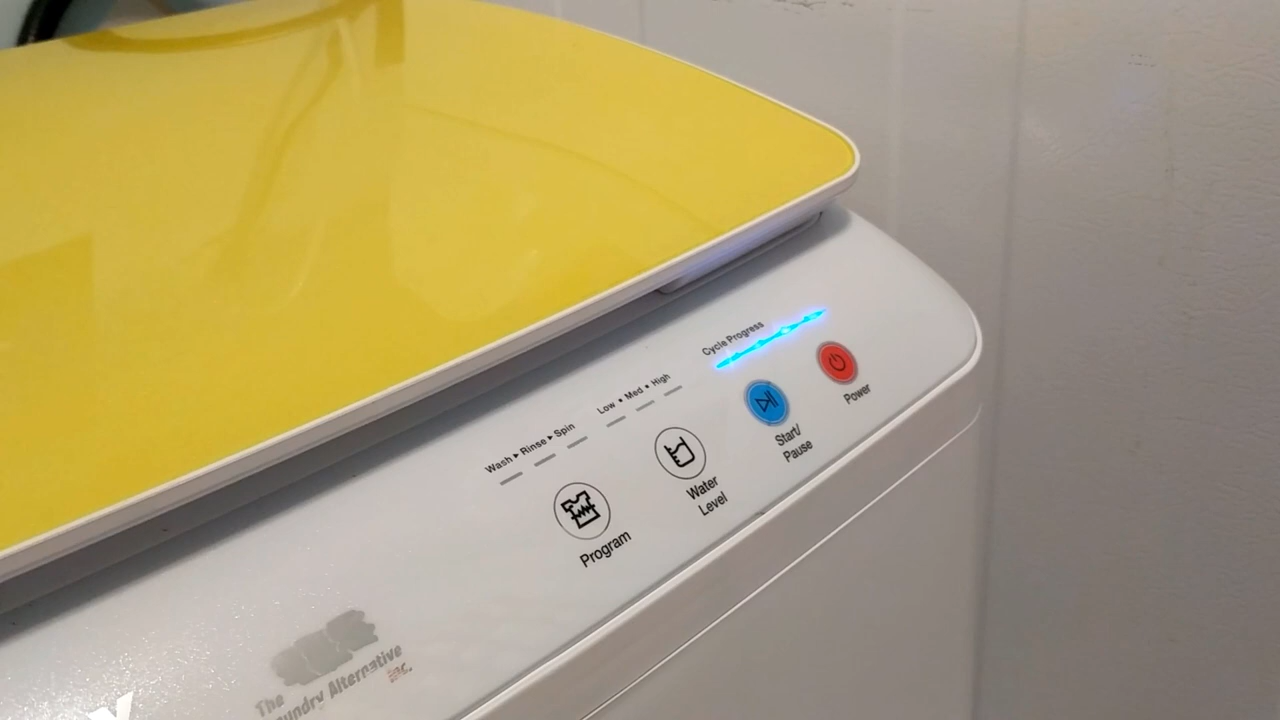 Cycle Progress
Low • Med • High
Wash ▸ Rinse ▸ Spin
Power
Start/
Pause
Water
Level
Program
The
Laundry Alternative
Inc.